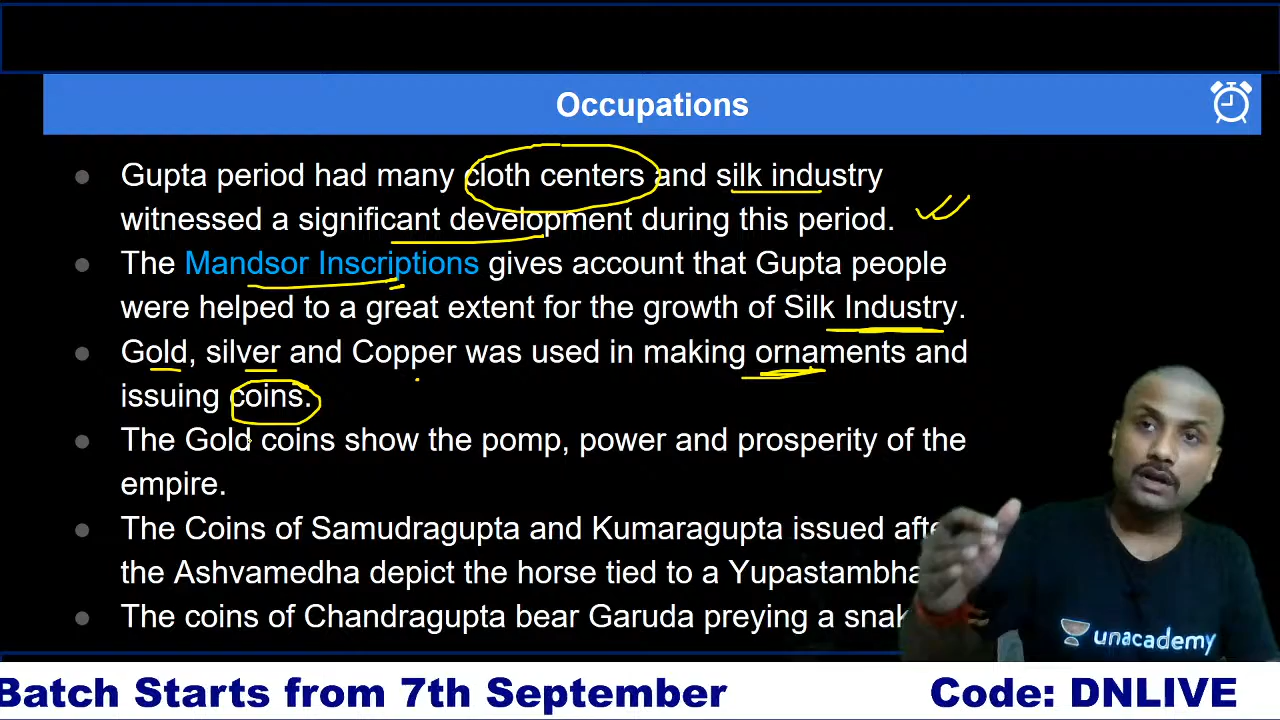 Occupations
Gupta period had many cloth centers and silk industry
witnessed a significant development during this period.
The Mandsor Inscriptions gives account that Gupta people
were helped to a great extent for the growth of Silk Industry.
Gold, silver and Copper was used in making ornaments and
issuing coins.
The Gold coins show the pomp, power and prosperity of the
empire.
The Coins of Samudragupta and Kumaragupta issued
the Ashvamedha depict the horse tied to a Yupastambha
The coins of Chandragupta bear Garuda preying a
unacademy
Batch Starts from 7th September
Code: DNLIVE